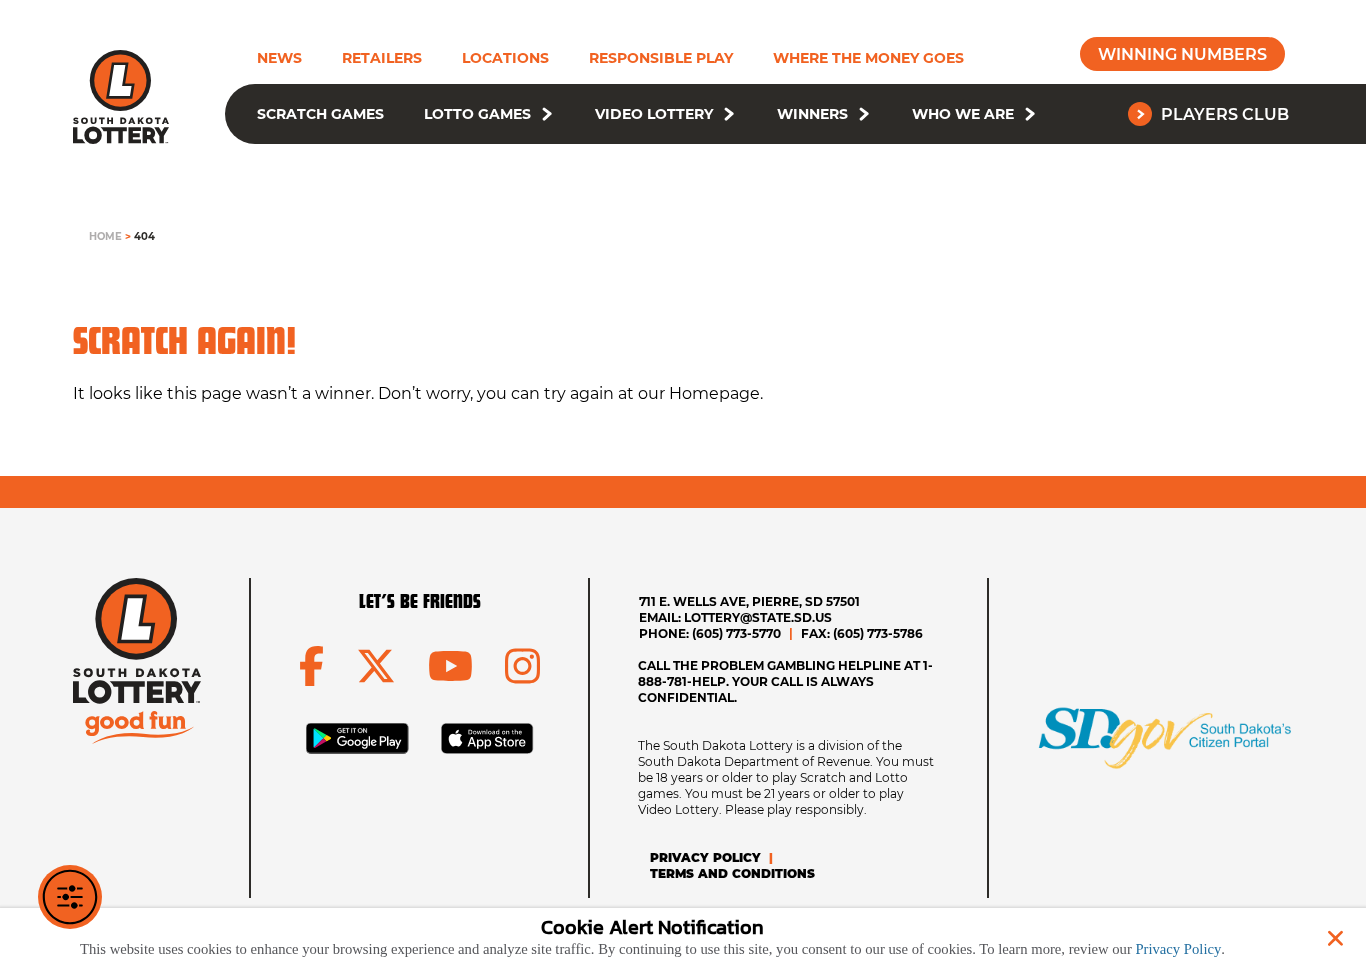 NEWS RETAILERS LOCATIONS RESPONSIBLE PLAY WHERE THE MONEY GOES WINNING NUMBERS
SOUTH DAKOTA
LOTTERY
SCRATCH GAMES LOTTO GAMES VIDEO LOTTERY WINNERS WHO WE ARE PLAYERS CLUB
HOME > 404
SCRATCH AGAIN!
It looks like this page wasn’t a winner. Don’t worry, you can try again at our Homepage.
SOUTH DAKOTA
LOTTERY
good fun
LET’S BE FRIENDS
GET IT ON
Google Play
Download on the
App Store
711 E. WELLS AVE, PIERRE, SD 57501
EMAIL: LOTTERY@STATE.SD.US
PHONE: (605) 773-5770 | FAX: (605) 773-5786
CALL THE PROBLEM GAMBLING HELPLINE AT 1-
888-781-HELP. YOUR CALL IS ALWAYS
CONFIDENTIAL.
The South Dakota Lottery is a division of the
South Dakota Department of Revenue. You must
be 18 years or older to play Scratch and Lotto
games. You must be 21 years or older to play
Video Lottery. Please play responsibly.
PRIVACY POLICY |
TERMS AND CONDITIONS
SD.gov South Dakota’s
Citizen Portal
Cookie Alert Notification
This website uses cookies to enhance your browsing experience and analyze site traffic. By continuing to use this site, you consent to our use of cookies. To learn more, review our Privacy Policy.